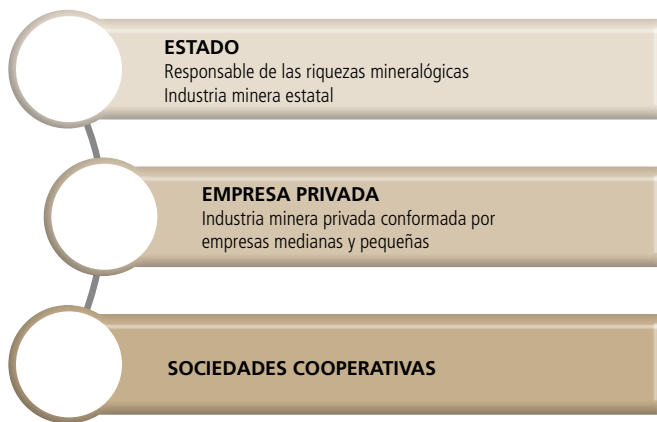 ESTADO
Responsable de las riquezas mineralógicas
Industria minera estatal
EMPRESA PRIVADA
Industria minera privada conformada por
empresas medianas y pequeñas
SOCIEDADES COOPERATIVAS